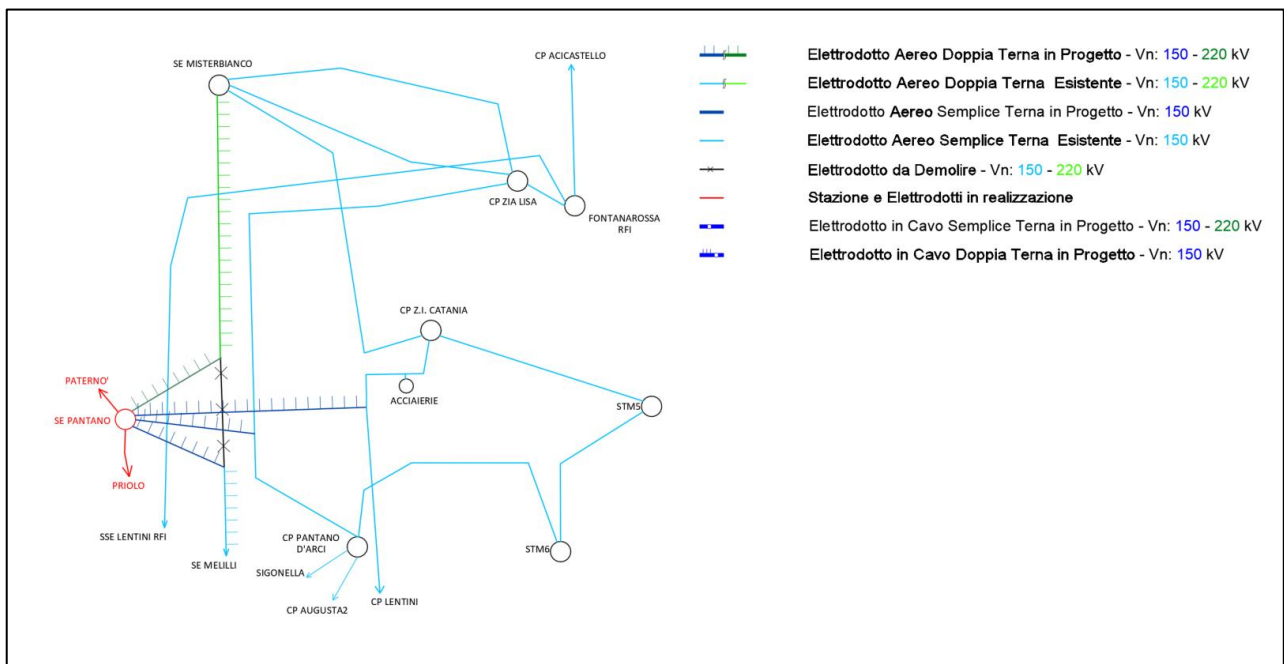 SE MISTERBIANCO
CP ACICASTELLO
CP ZIA LISA
FONTANAROSSA
RFI
CP Z.I. CATANIA
PATERNO'
SE PANTANO
ACCIAIERIE
STM5
PRIOLO
SSE LENTINI RFI
SE MELILLI
CP PANTANO
D'ARCI
SIGONELLA
CP AUGUSTA2
CP LENTINI
STM6
Elettrodotto Aereo Doppia Terna in Progetto - Vn: 150 - 220 kV
Elettrodotto Aereo Doppia Terna Esistente - Vn: 150 - 220 kV
Elettrodotto Aereo Semplice Terna in Progetto - Vn: 150 kV
Elettrodotto Aereo Semplice Terna Esistente - Vn: 150 kV
Elettrodotto da Demolire - Vn: 150 - 220 kV
Stazione e Elettrodotti in realizzazione
Elettrodotto in Cavo Semplice Terna in Progetto - Vn: 150 - 220 kV
Elettrodotto in Cavo Doppia Terna in Progetto - Vn: 150 kV